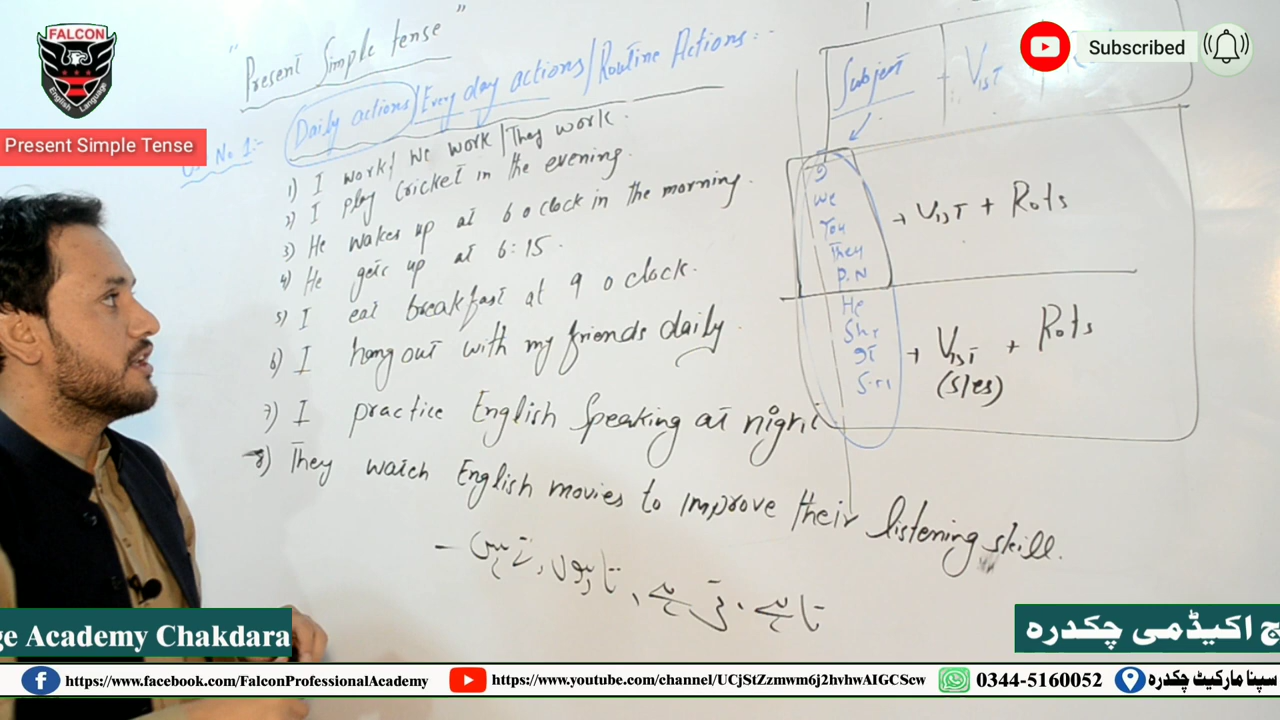 FALCON
English Language
Present Simple Tense
Subscribed
" Present Simple tense "
Us No 1:- Daily actions/Every day actions/Routine Actions:-
1) I work/ We work/They work.
2) I play Cricket in the evening.
3) He wakes up at 6 o clock in the morning.
4) He gets up at 6:15.
5) I eat breakfast at 9 o clock.
6) I hang out with my friends daily.
7) I practice English Speaking at night
8) They watch English movies to improve their listening skill.
تا ہے، تی ہے، تا ہوں، تے ہیں -
Subject + V1ST +
I
We
You
They
P.N
+ V1ST + Rots
He
She
IT
S.n
+ V1ST + Rots
(s/es)
ge Academy Chakdara
ج اکیڈمی چکدرہ
https://www.facebook.com/FalconProfessionalAcademy
https://www.youtube.com/channel/UCjStZzmwm6j2hvhwAIGCScw
0344-5160052
سپنا مارکیٹ چکدرہ